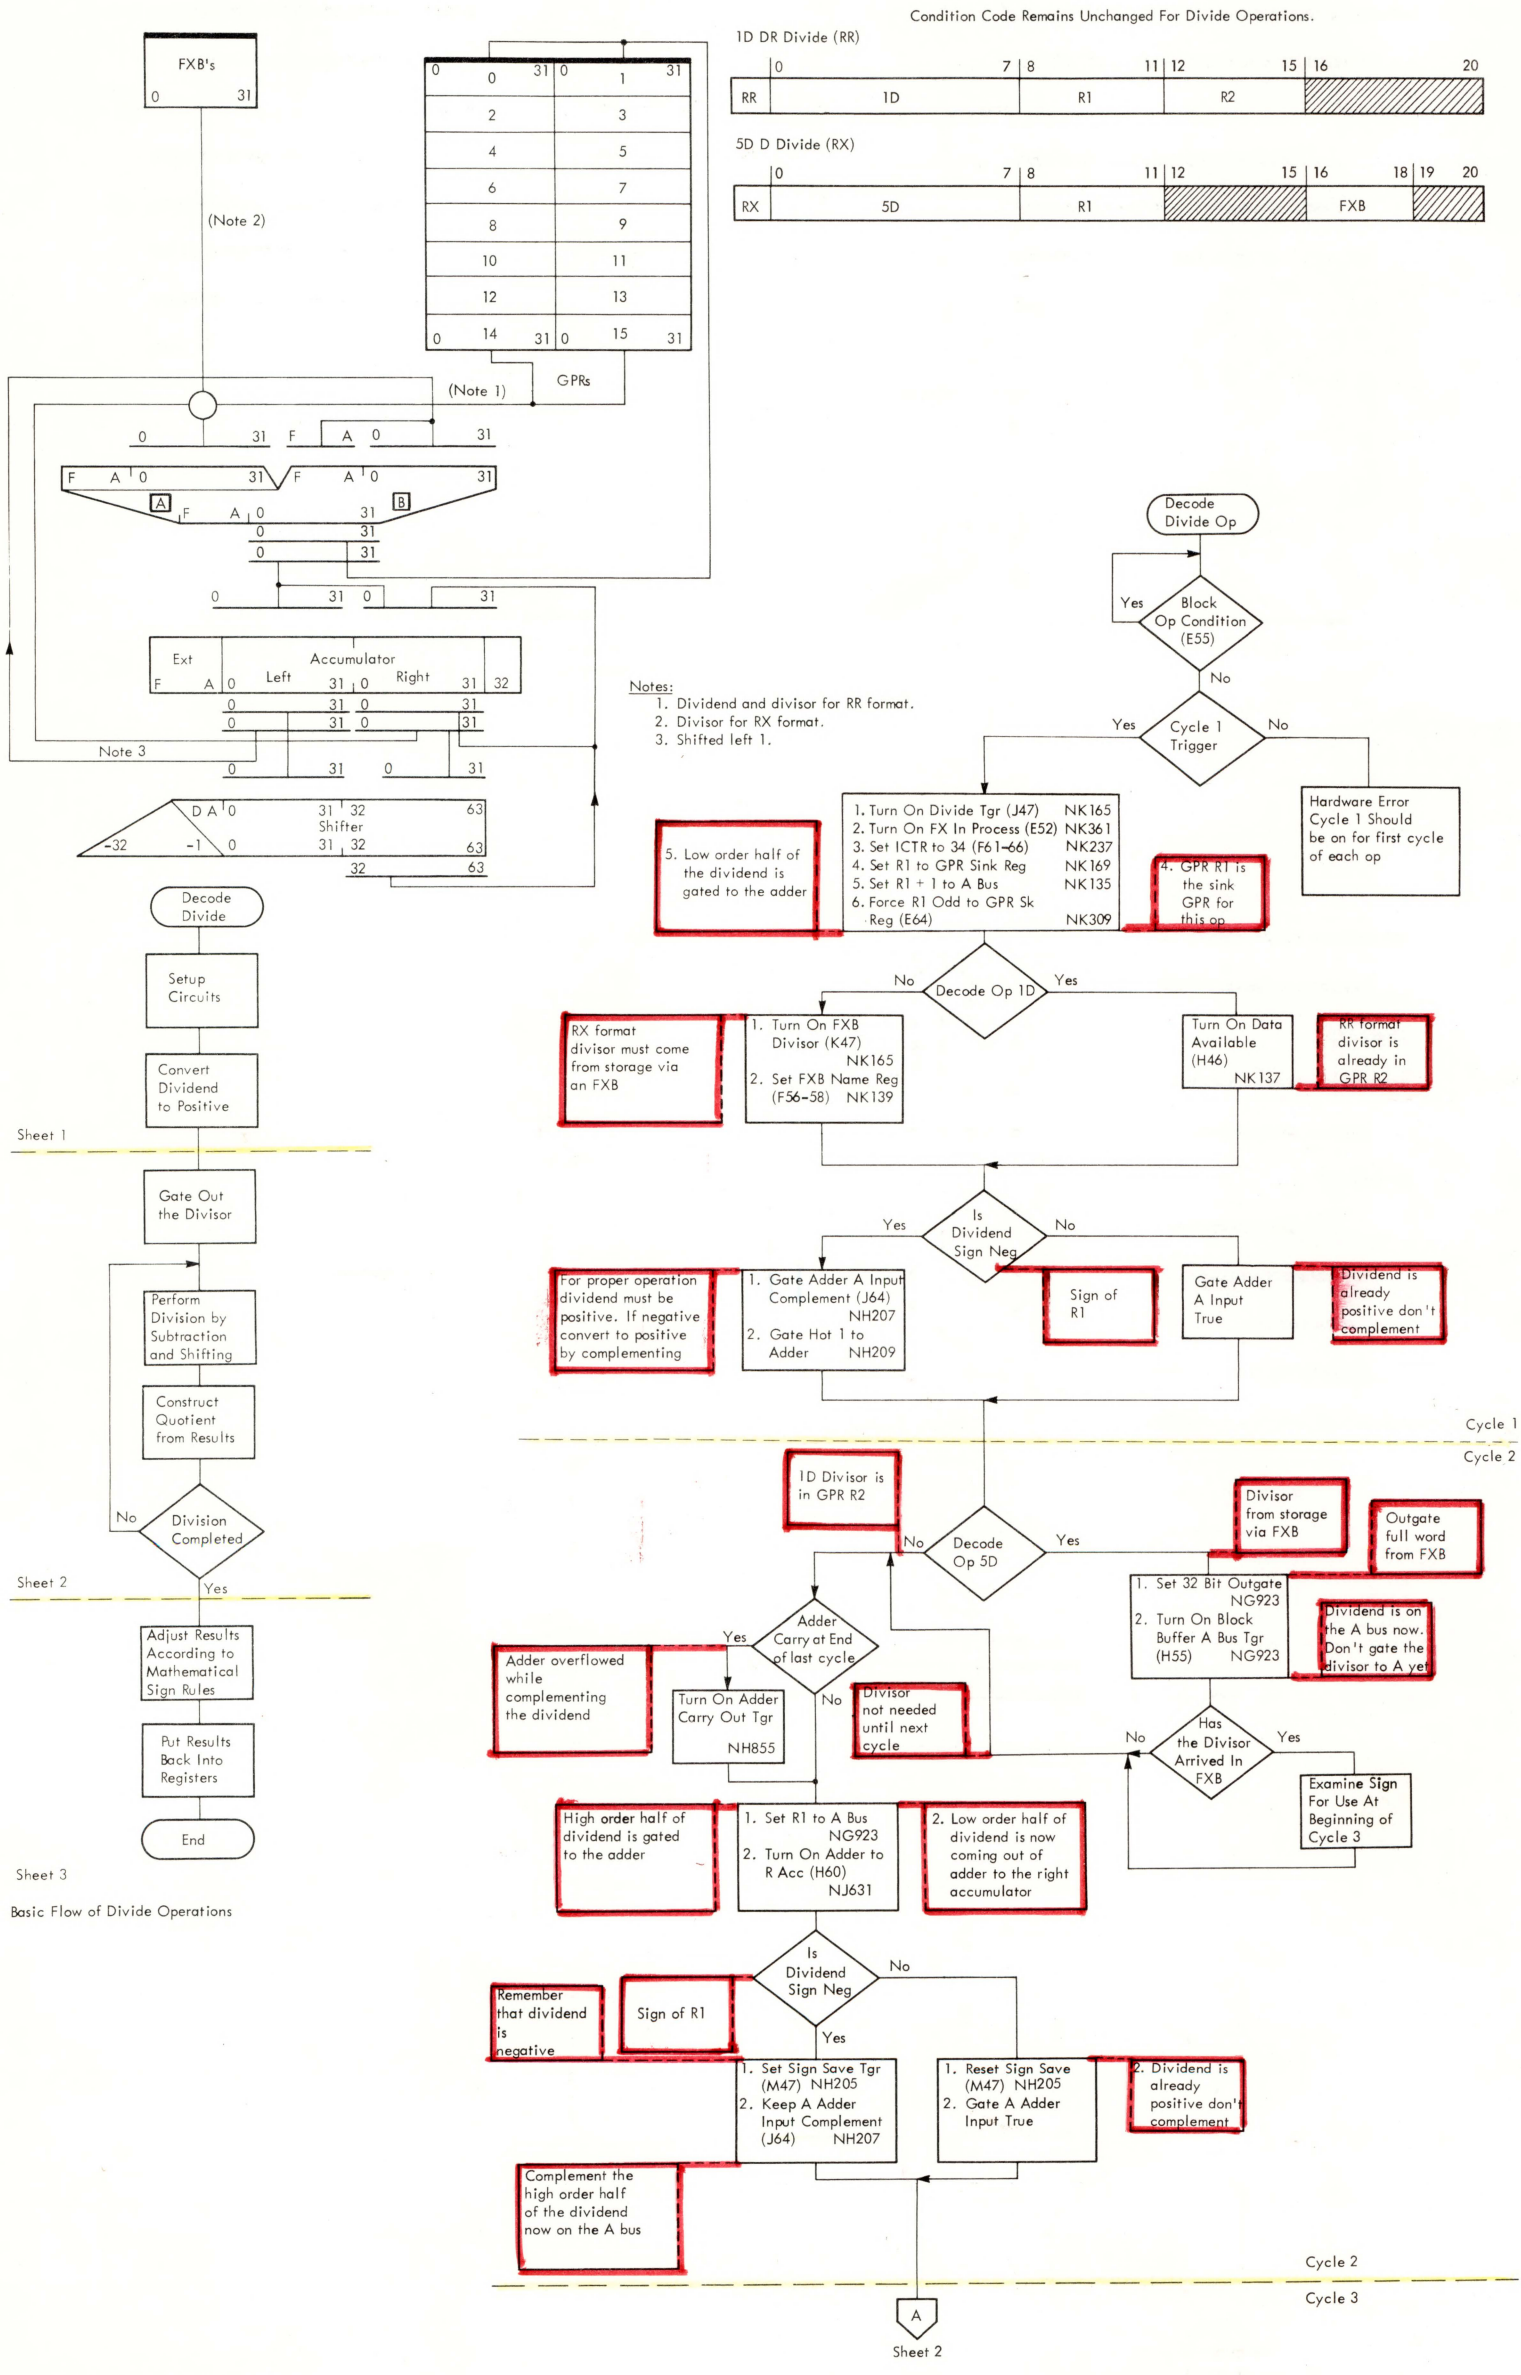 Condition Code Remains Unchanged For Divide Operations.
1D DR Divide (RR)
0 7 8 11 12 15 16 20
RR 1D R1 R2
5D D Divide (RX)
0 7 8 11 12 15 16 18 19 20
RX 5D R1 FXB
FXB's
0 31
(Note 2)
0 0 31 0 1 31
2 3
4 5
6 7
8 9
10 11
12 13
0 14 31 0 15 31
GPRs
(Note 1)
0 31 F A 0 31
F A 0 31 F A 0 31
A B
F A 0 31
0 31
0 31
0 31 0 31
Ext Accumulator
Left Right
F A 0 31 0 31 32
0 31 0 31
0 31 0 31
Note 3
0 31 0 31
D A 0 31 32 63
Shifter
-32 -1 0 31 32 63
32 63
Notes:
1. Dividend and divisor for RR format.
2. Divisor for RX format.
3. Shifted left 1.
Decode
Divide
Setup
Circuits
Convert
Dividend
to Positive
Sheet 1
Gate Out
the Divisor
Perform
Division by
Subtraction
and Shifting
Construct
Quotient
from Results
No
Division
Completed
Sheet 2
Yes
Adjust Results
According to
Mathematical
Sign Rules
Put Results
Back Into
Registers
End
Sheet 3
Basic Flow of Divide Operations
Decode
Divide Op
Yes
Block
Op Condition
(E55)
No
Yes
Cycle 1
Trigger
No
Hardware Error
Cycle 1 Should
be on for first cycle
of each op
1. Turn On Divide Tgr (J47) NK165
2. Turn On FX In Process (E52) NK361
3. Set ICTR to 34 (F61-66) NK237
4. Set R1 to GPR Sink Reg NK169
5. Set R1 + 1 to A Bus NK135
6. Force R1 Odd to GPR Sk
Reg (E64) NK309
5. Low order half of
the dividend is
gated to the adder
4. GPR R1 is
the sink
GPR for
this op
No
Decode Op 1D
Yes
RX format
divisor must come
from storage via
an FXB
1. Turn On FXB
Divisor (K47)
NK165
2. Set FXB Name Reg
(F56-58) NK139
Turn On Data
Available
(H46)
NK137
RR format
divisor is
already in
GPR R2
Yes
Is
Dividend
Sign Neg
No
For proper operation
dividend must be
positive. If negative
convert to positive
by complementing
1. Gate Adder A Input
Complement (J64)
NH207
2. Gate Hot 1 to
Adder NH209
Sign of
R1
Gate Adder
A Input
True
Dividend is
already
positive don't
complement
Cycle 1
Cycle 2
1D Divisor is
in GPR R2
No
Decode
Op 5D
Yes
Divisor
from storage
via FXB
Outgate
full word
from FXB
1. Set 32 Bit Outgate
NG923
2. Turn On Block
Buffer A Bus Tgr
(H55) NG923
Dividend is on
the A bus now.
Don't gate the
divisor to A yet
Yes
Adder
Carry at End
of last cycle
No
Adder overflowed
while
complementing
the dividend
Turn On Adder
Carry Out Tgr
NH855
Divisor
not needed
until next
cycle
No
Has
the Divisor
Arrived In
FXB
Yes
Examine Sign
For Use At
Beginning of
Cycle 3
High order half of
dividend is gated
to the adder
1. Set R1 to A Bus
NG923
2. Turn On Adder to
R Acc (H60)
NJ631
2. Low order half of
dividend is now
coming out of
adder to the right
accumulator
Is
Dividend
Sign Neg
No
Yes
Remember
that dividend
is
negative
Sign of R1
1. Set Sign Save Tgr
(M47) NH205
2. Keep A Adder
Input Complement
(J64) NH207
1. Reset Sign Save
(M47) NH205
2. Gate A Adder
Input True
2. Dividend is
already
positive don't
complement
Complement the
high order half
of the dividend
now on the A bus
Cycle 2
Cycle 3
A
Sheet 2